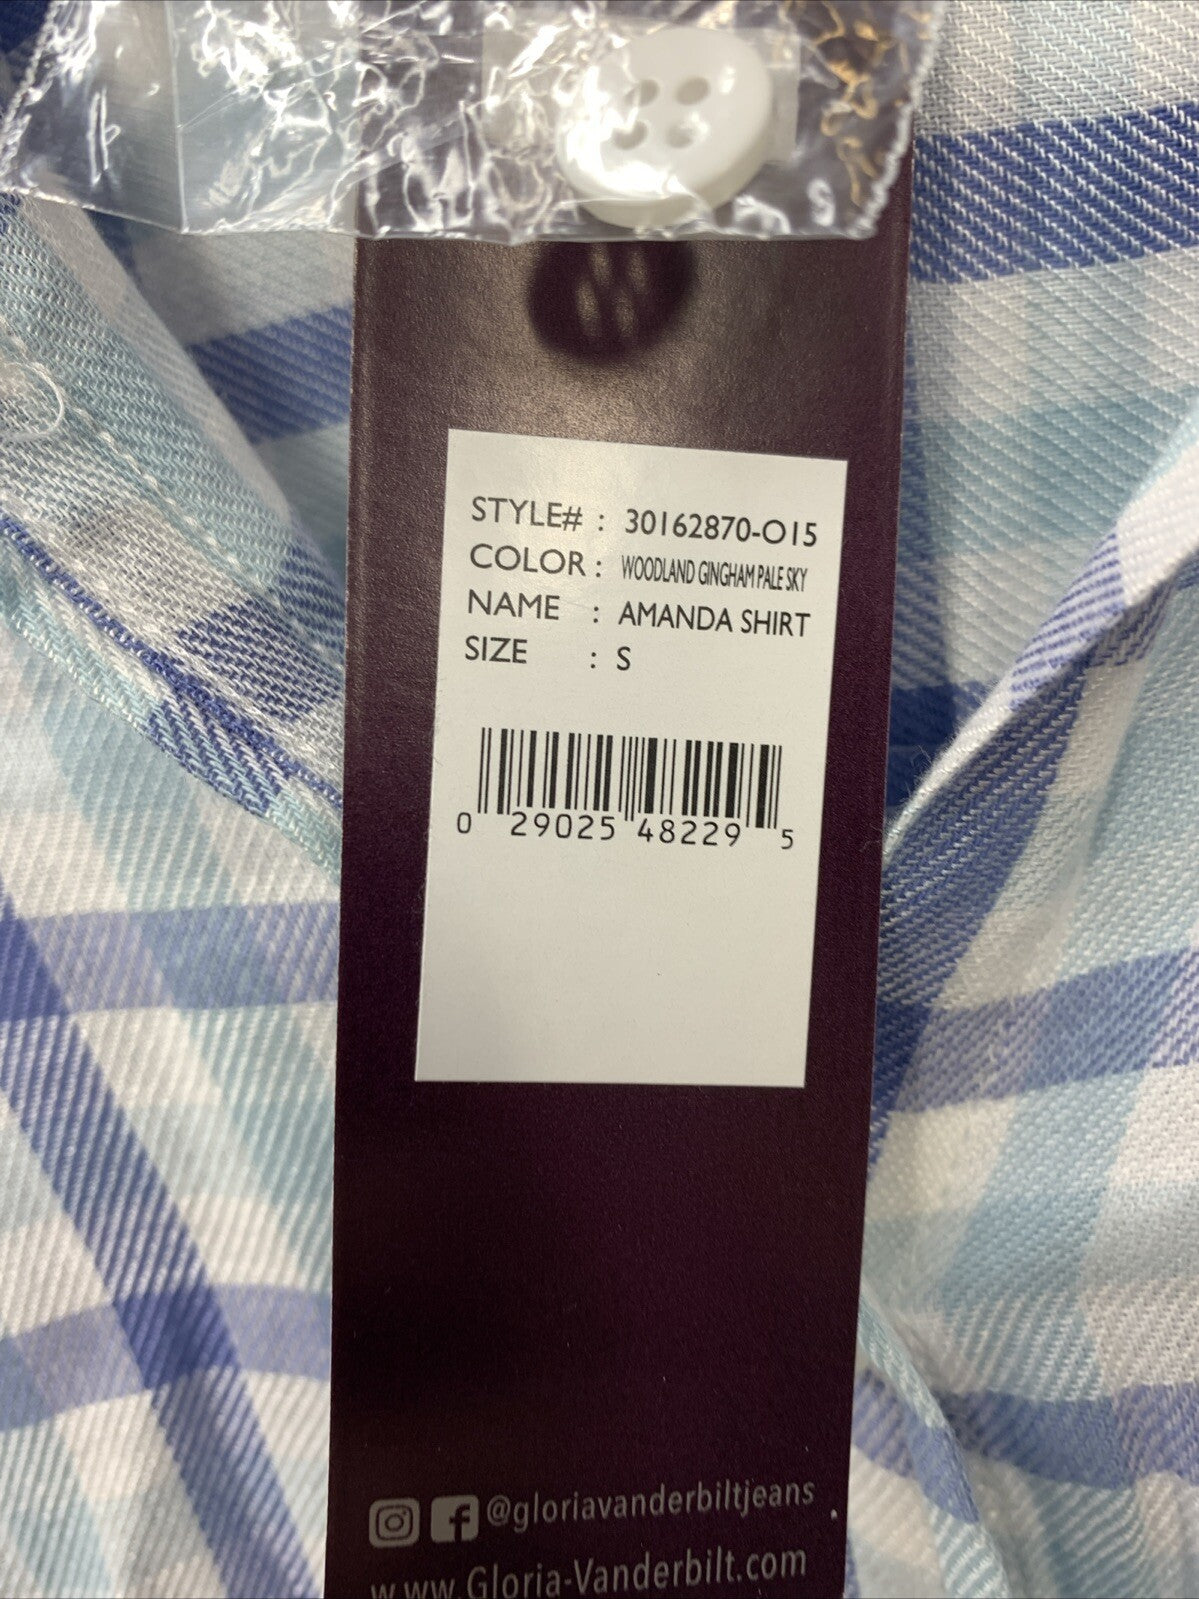 STYLE# : 30162870-O15
COLOR : WOODLAND GINGHAM PALE SKY
NAME : AMANDA SHIRT
SIZE : S
0 29025 48229 5
@gloriavanderbiltjeans
www.Gloria-Vanderbilt.com